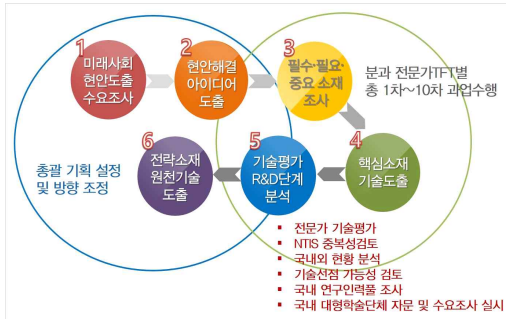 1
미래사회
현안도출
수요조사
2
현안해결
아이디어
도출
3
필수·필요·
중요 소재
조사
분과 전문가TFT별
총 1차~10차 과업수행
4
핵심소재
기술도출
5
기술평가
R&D단계
분석
6
전략소재
원천기술
도출
총괄 기획 설정
및 방향 조정
▪ 전문가 기술평가
▪ NTIS 중복성검토
▪ 국내외 현황 분석
▪ 기술선점 가능성 검토
▪ 국내 연구인력풀 조사
▪ 국내 대형학술단체 자문 및 수요조사 실시